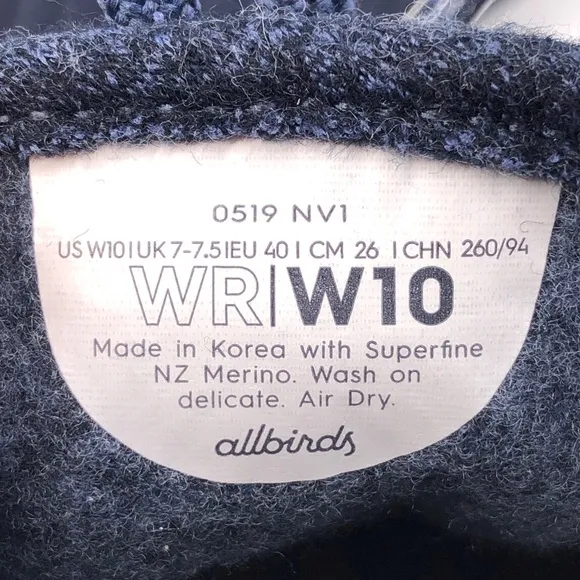 0519 NV1
US W10 | UK 7-7.5 | EU 40 | CM 26 | CHN 260/94
WR|W10
Made in Korea with Superfine
NZ Merino. Wash on
delicate. Air Dry.
allbirds